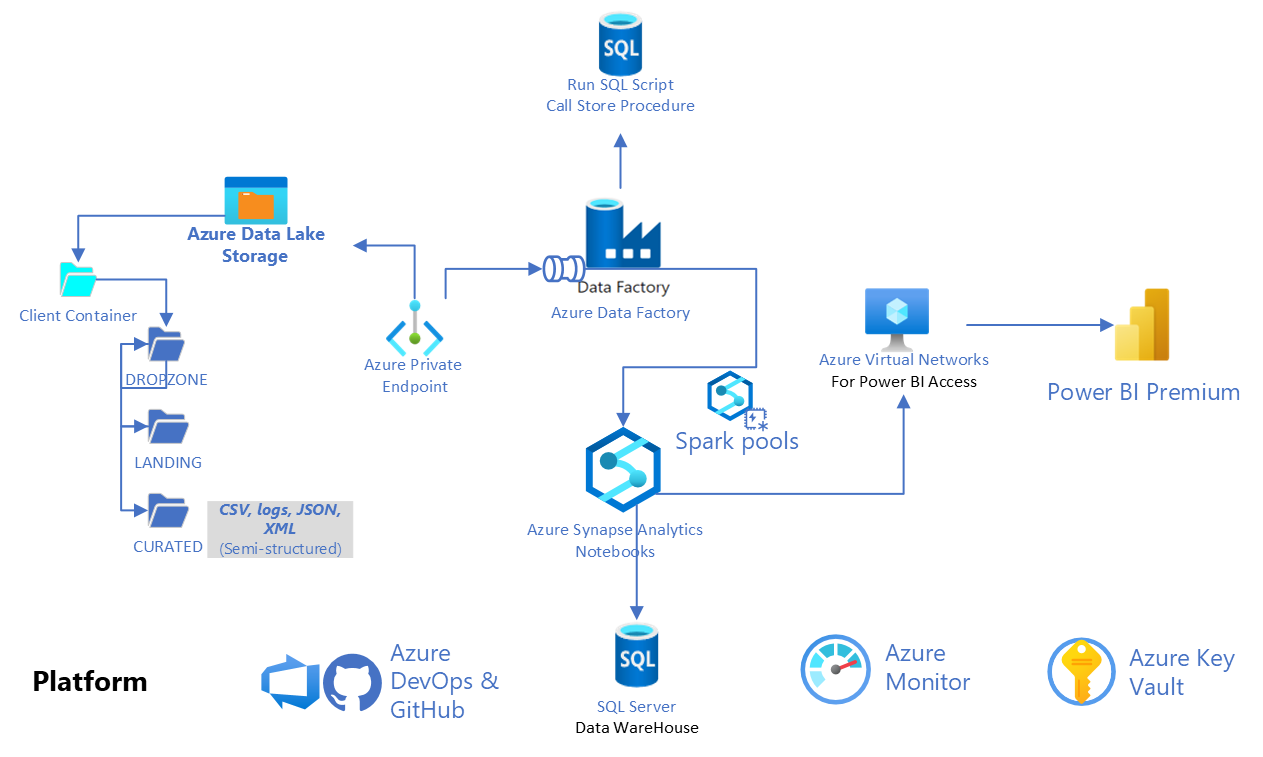 SQL
Run SQL Script
Call Store Procedure
Azure Data Lake
Storage
Client Container
DROPZONE
LANDING
CURATED
CSV, logs, JSON,
XML
(Semi-structured)
Azure Private
Endpoint
Data Factory
Azure Data Factory
Spark pools
Azure Synapse Analytics
Notebooks
Azure Virtual Networks
For Power BI Access
Power BI Premium
SQL
SQL Server
Data WareHouse
Platform
Azure
DevOps &
GitHub
Azure
Monitor
Azure Key
Vault